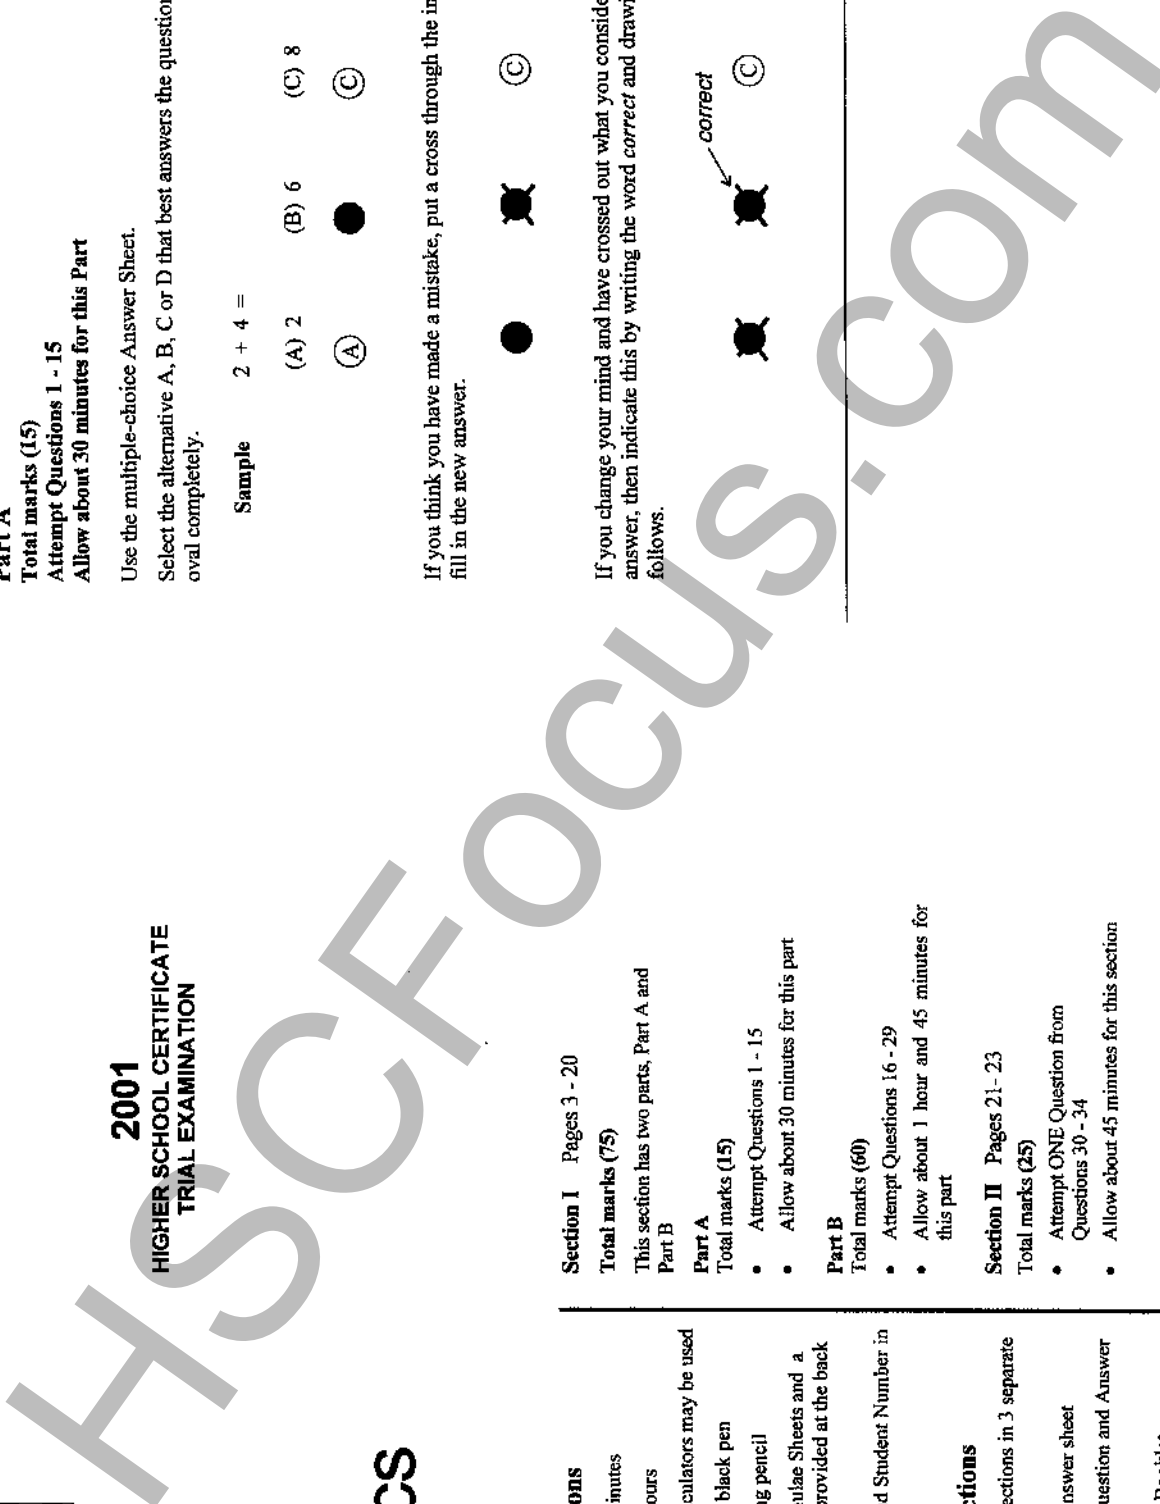 2001
HIGHER SCHOOL CERTIFICATE
TRIAL EXAMINATION
CS
ons
inutes
ours
culators may be used
black pen
g pencil
ulae Sheets and a
provided at the back
d Student Number in
ctions
ections in 3 separate
nswer sheet
uestion and Answer
Section I Pages 3 - 20
Total marks (75)
This section has two parts, Part A and
Part B
Part A
Total marks (15)
• Attempt Questions 1 - 15
• Allow about 30 minutes for this part
Part B
Total marks (60)
• Attempt Questions 16 - 29
• Allow about 1 hour and 45 minutes for
this part
Section II Pages 21- 23
Total marks (25)
• Attempt ONE Question from
Questions 30 - 34
• Allow about 45 minutes for this section
Part A
Total marks (15)
Attempt Questions 1 - 15
Allow about 30 minutes for this Part
Use the multiple-choice Answer Sheet.
Select the alternative A, B, C or D that best answers the question
oval completely.
Sample 2 + 4 =
(A) 2 (B) 6 (C) 8
A C
If you think you have made a mistake, put a cross through the in
fill in the new answer.
C
If you change your mind and have crossed out what you conside
answer, then indicate this by writing the word correct and drawi
follows.
correct
C
HSCFocus.com